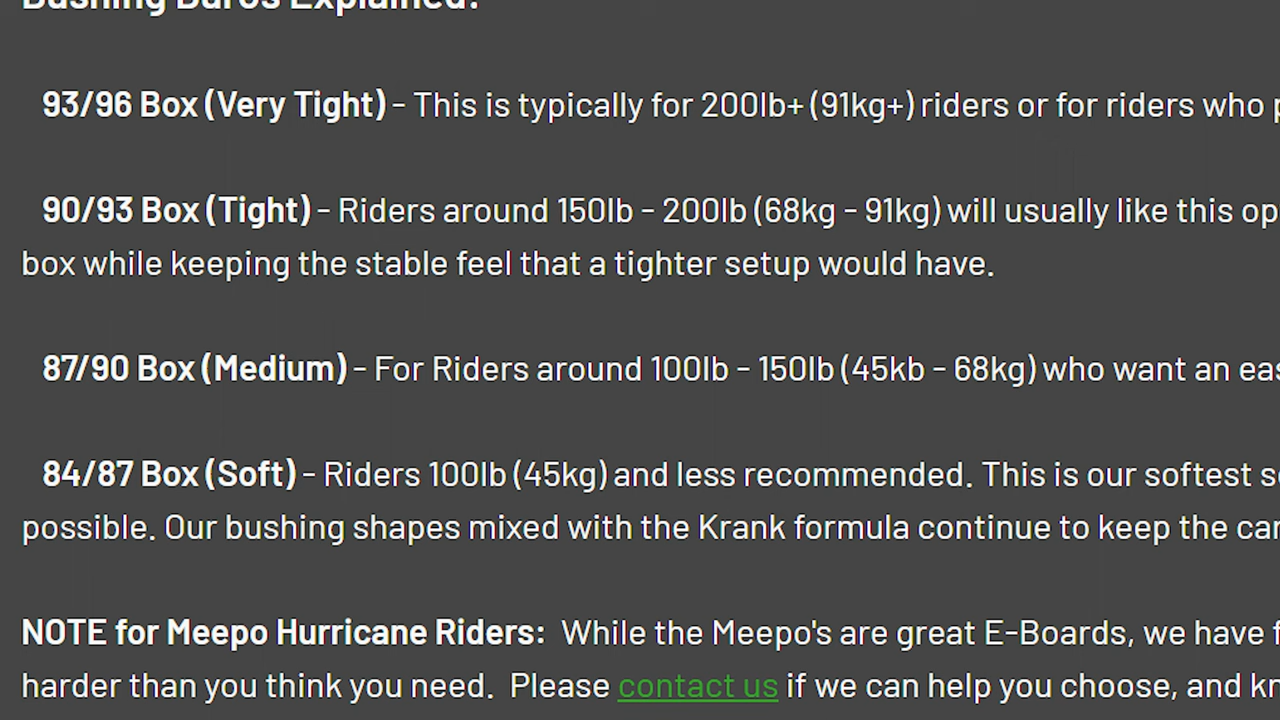 Bushing Duros Explained:
93/96 Box (Very Tight) - This is typically for 200lb+ (91kg+) riders or for riders who
90/93 Box (Tight) - Riders around 150lb - 200lb (68kg - 91kg) will usually like this op
box while keeping the stable feel that a tighter setup would have.
87/90 Box (Medium) - For Riders around 100lb - 150lb (45kb - 68kg) who want an eas
84/87 Box (Soft) - Riders 100lb (45kg) and less recommended. This is our softest s
possible. Our bushing shapes mixed with the Krank formula continue to keep the car
NOTE for Meepo Hurricane Riders: While the Meepo's are great E-Boards, we have f
harder than you think you need. Please contact us if we can help you choose, and kn